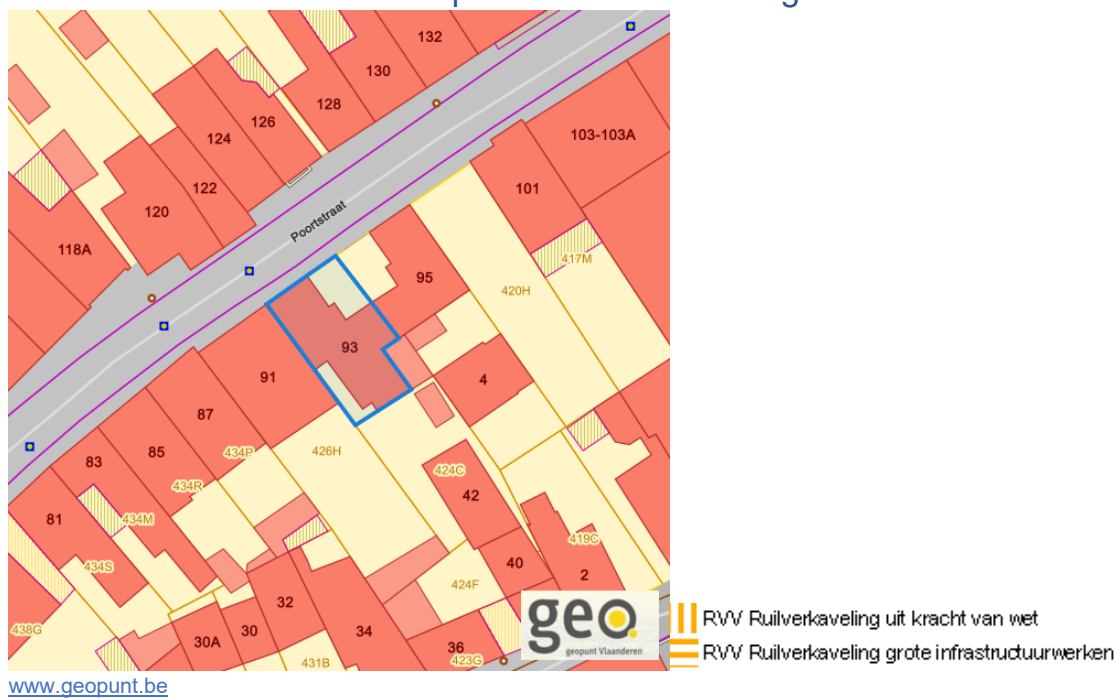 132
130
128
126
124
122
120
118A
103-103A
101
Poortstraat
417M
95
420H
93
91
4
87
85
434P
426H
83
434R
424C
42
81
434M
434S
419C
40
2
424F
32
30
30A
34
36
438G
431B
423G
geo.
geopunt Vlaanderen
RVV Ruilverkaveling uit kracht van wet
RVV Ruilverkaveling grote infrastructuurwerken
www.geopunt.be